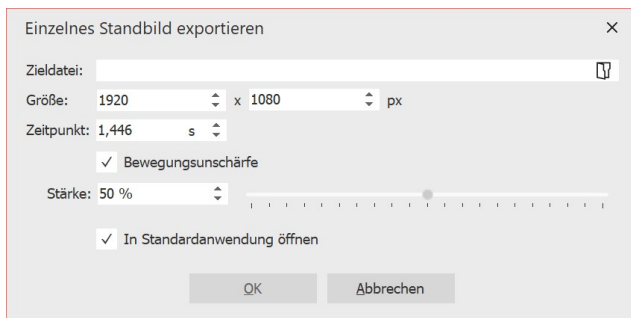 Einzelnes Standbild exportieren
Zieldatei:
Größe: 1920 x 1080 px
Zeitpunkt: 1,446 s
Bewegungsunschärfe
Stärke: 50 %
In Standardanwendung öffnen
OK Abbrechen